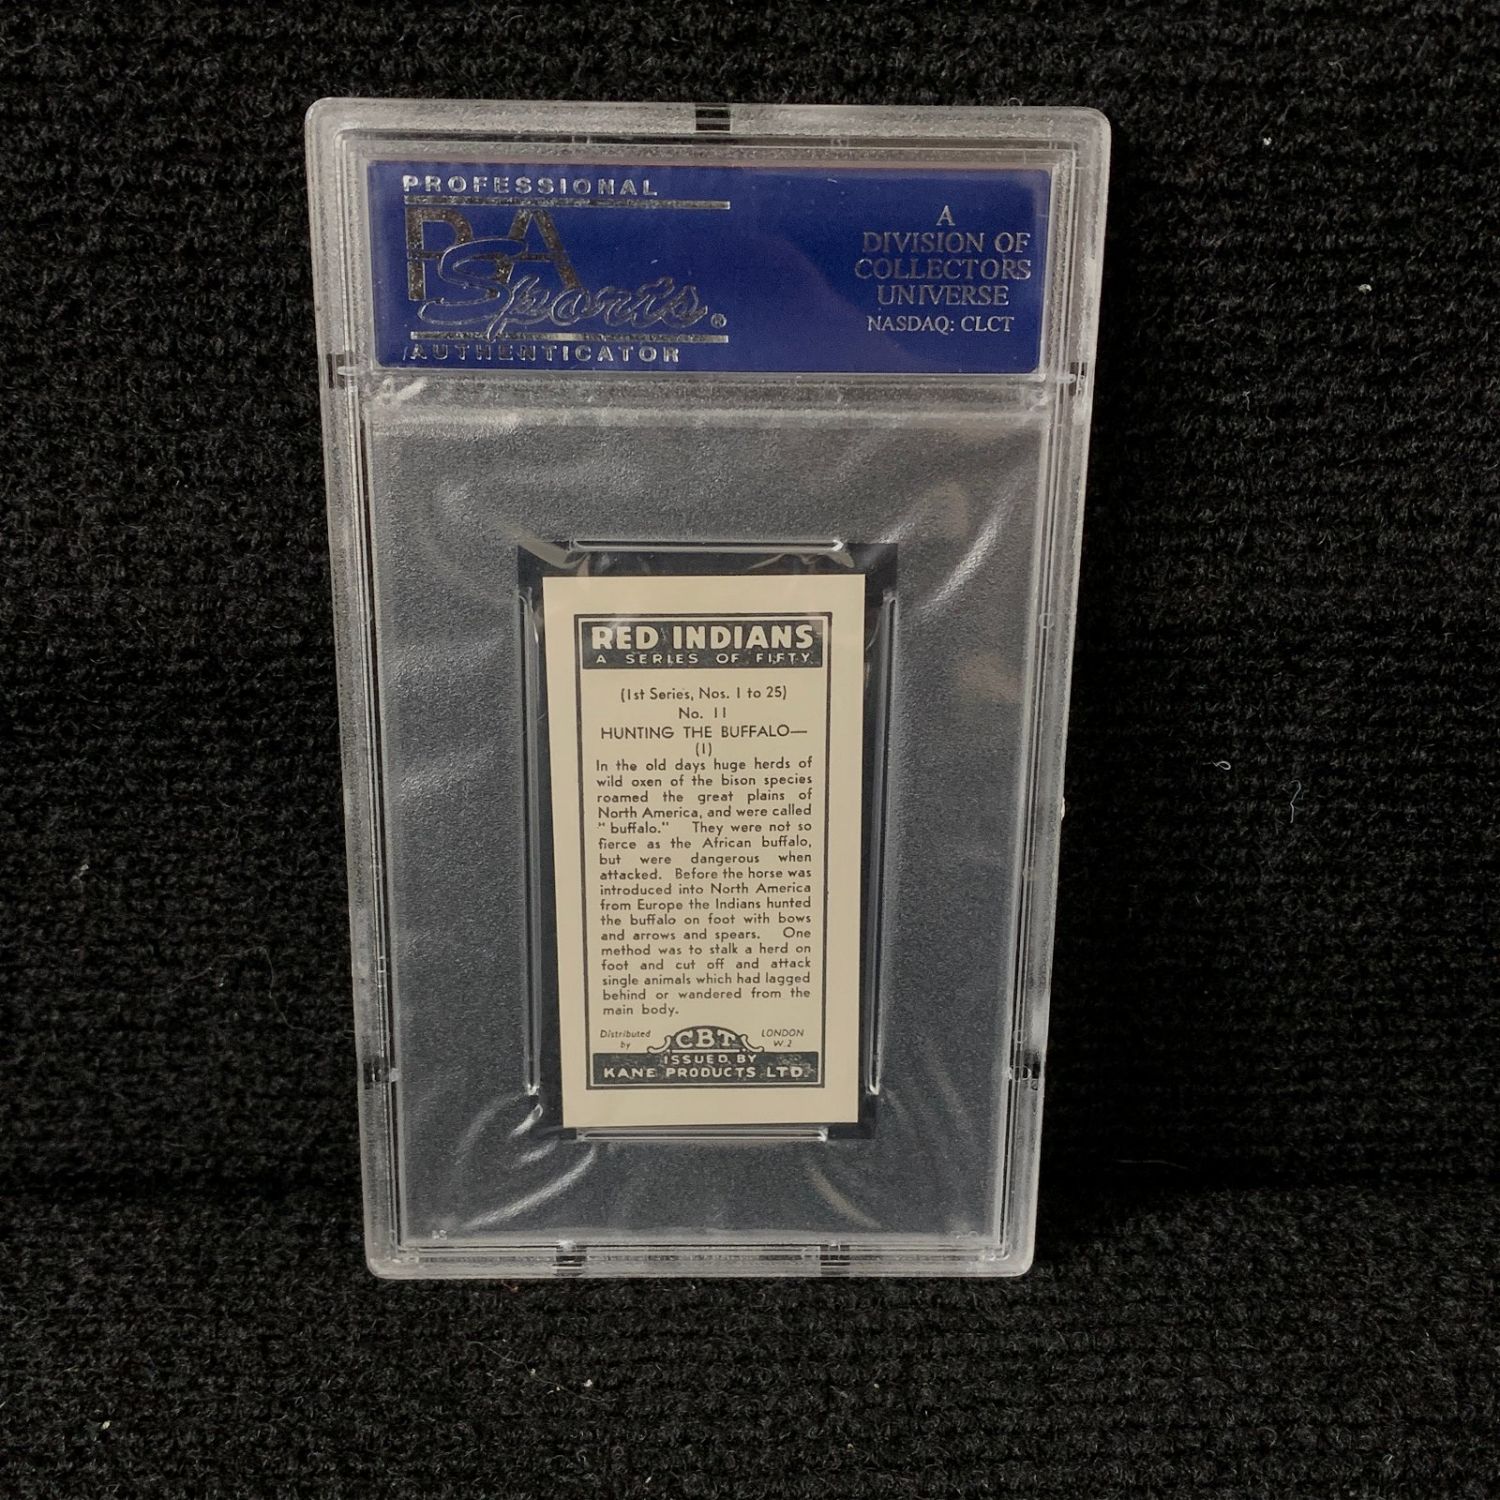 PROFESSIONAL
PSA
Sports®
AUTHENTICATOR
A
DIVISION OF
COLLECTORS
UNIVERSE
NASDAQ: CLCT
RED INDIANS
A SERIES OF FIFTY
(1st Series, Nos. 1 to 25)
No. 11
HUNTING THE BUFFALO—
(1)
In the old days huge herds of
wild oxen of the bison species
roamed the great plains of
North America, and were called
"buffalo." They were not so
fierce as the African buffalo,
but were dangerous when
attacked. Before the horse was
introduced into North America
from Europe the Indians hunted
the buffalo on foot with bows
and arrows and spears. One
method was to stalk a herd on
foot and cut off and attack
single animals which had lagged
behind or wandered from the
main body.
Distributed
by
CBT
LONDON
W.2
ISSUED BY
KANE PRODUCTS LTD.